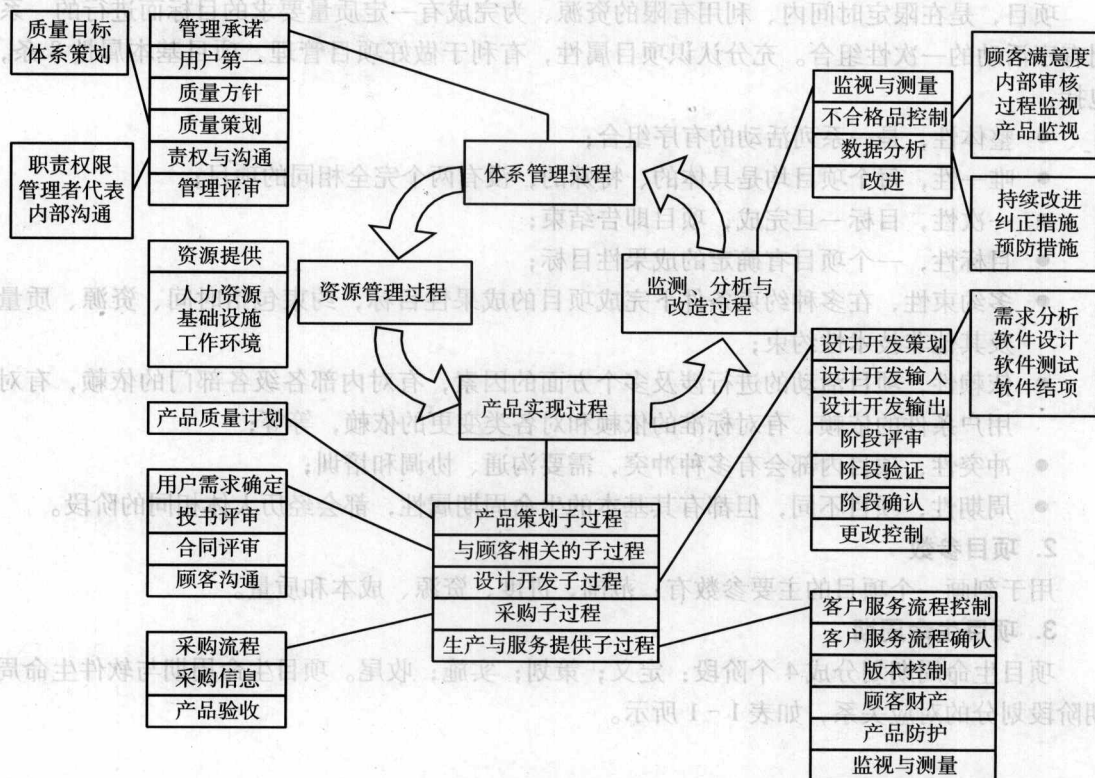 质量目标
体系策划
职责权限
管理者代表
内部沟通
管理承诺
用户第一
质量方针
质量策划
责权与沟通
管理评审
资源提供
人力资源
基础设施
工作环境
产品质量计划
用户需求确定
投书评审
合同评审
顾客沟通
采购流程
采购信息
产品验收
体系管理过程
资源管理过程
监测、分析与
改造过程
产品实现过程
产品策划子过程
与顾客相关的子过程
设计开发子过程
采购子过程
生产与服务提供子过程
监视与测量
不合格品控制
数据分析
改进
顾客满意度
内部审核
过程监视
产品监视
持续改进
纠正措施
预防措施
设计开发策划
设计开发输入
设计开发输出
阶段评审
阶段验证
阶段确认
更改控制
需求分析
软件设计
软件测试
软件结项
客户服务流程控制
客户服务流程确认
版本控制
顾客财产
产品防护
监视与测量